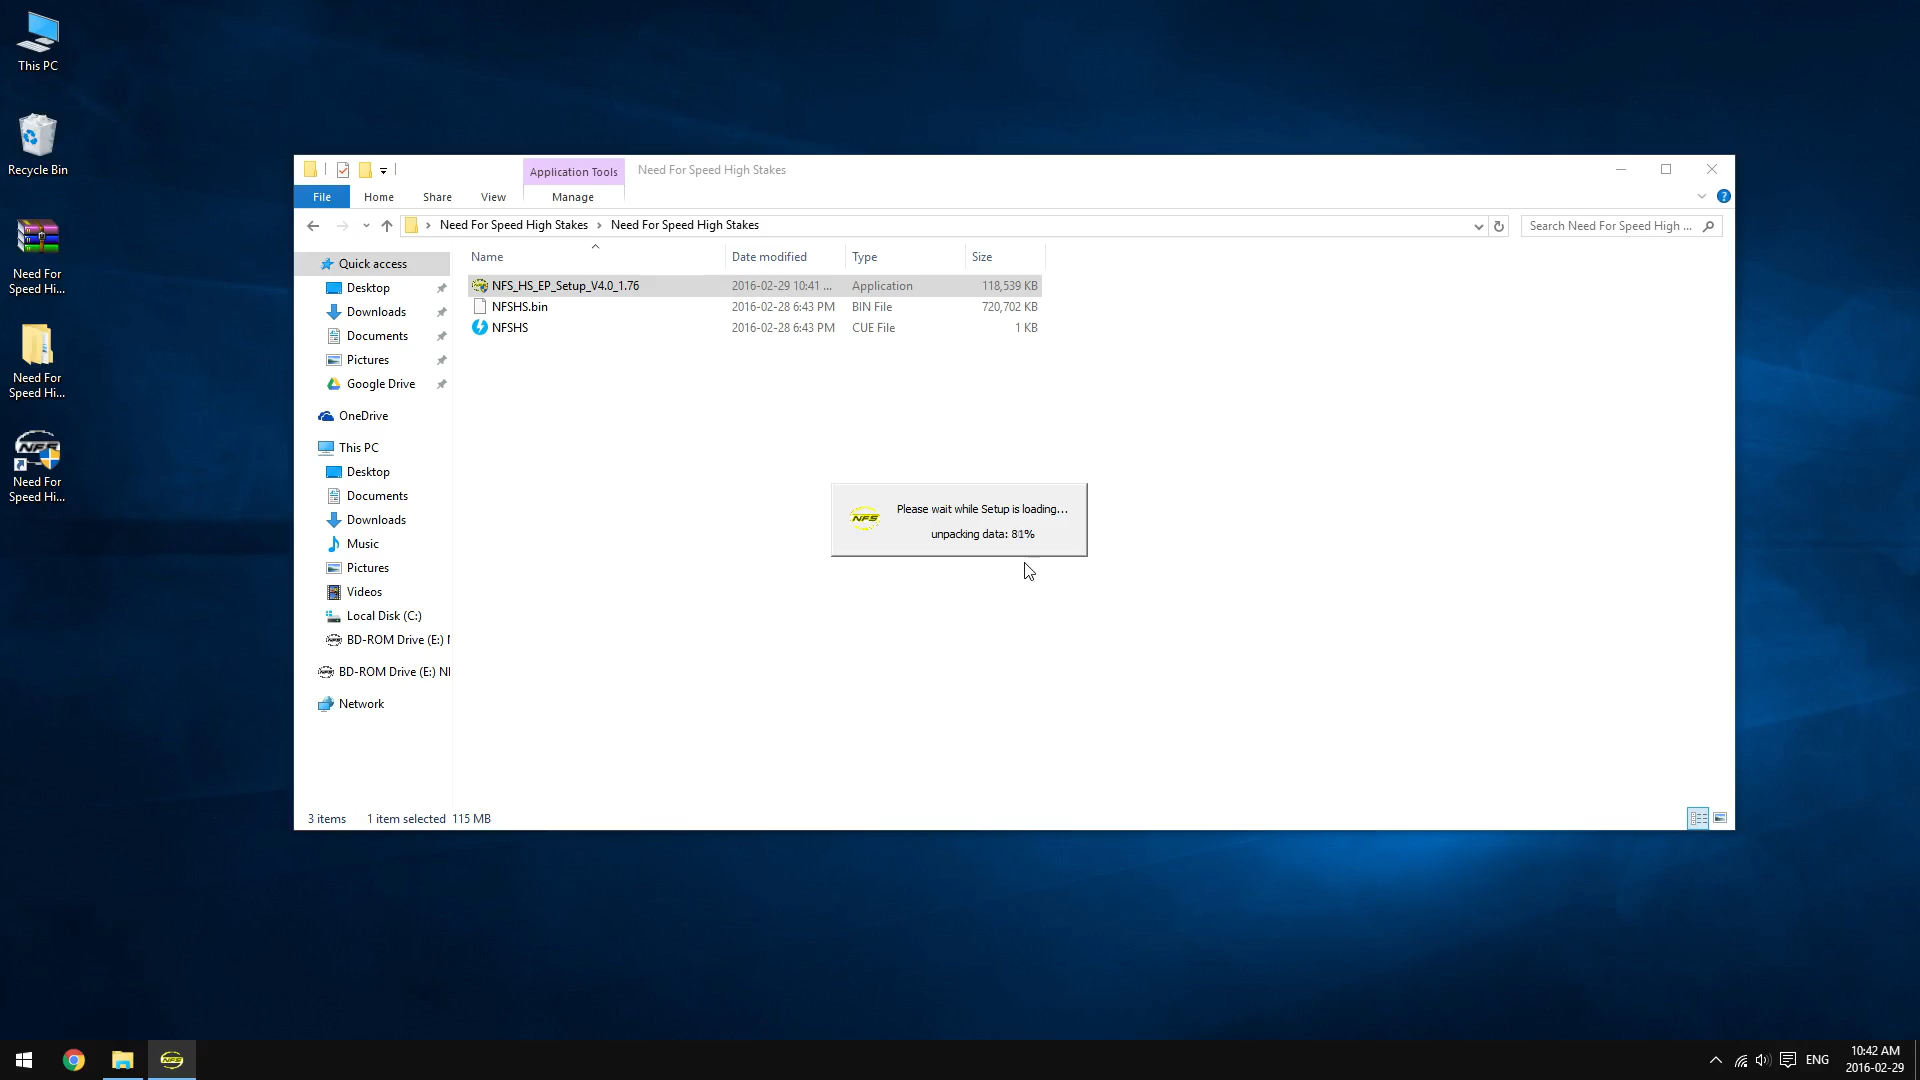 This PC
Recycle Bin
Need For
Speed Hi...
Need For
Speed Hi...
NFS
Need For
Speed Hi...
Application Tools
Need For Speed High Stakes
File
Home
Share
View
Manage
Need For Speed High Stakes
Need For Speed High Stakes
Search Need For Speed High ...
Name
Date modified
Type
Size
NFS_HS_EP_Setup_V4.0_1.76
2016-02-29 10:41 ...
Application
118,539 KB
NFSHS.bin
2016-02-28 6:43 PM
BIN File
720,702 KB
NFSHS
2016-02-28 6:43 PM
CUE File
1 KB
Quick access
Desktop
Downloads
Documents
Pictures
Google Drive
OneDrive
This PC
Desktop
Documents
Downloads
Music
Pictures
Videos
Local Disk (C:)
BD-ROM Drive (E:) N
BD-ROM Drive (E:) NI
Network
NFS
Please wait while Setup is loading...
unpacking data: 81%
3 items
1 item selected 115 MB
NFS
ENG
10:42 AM
2016-02-29